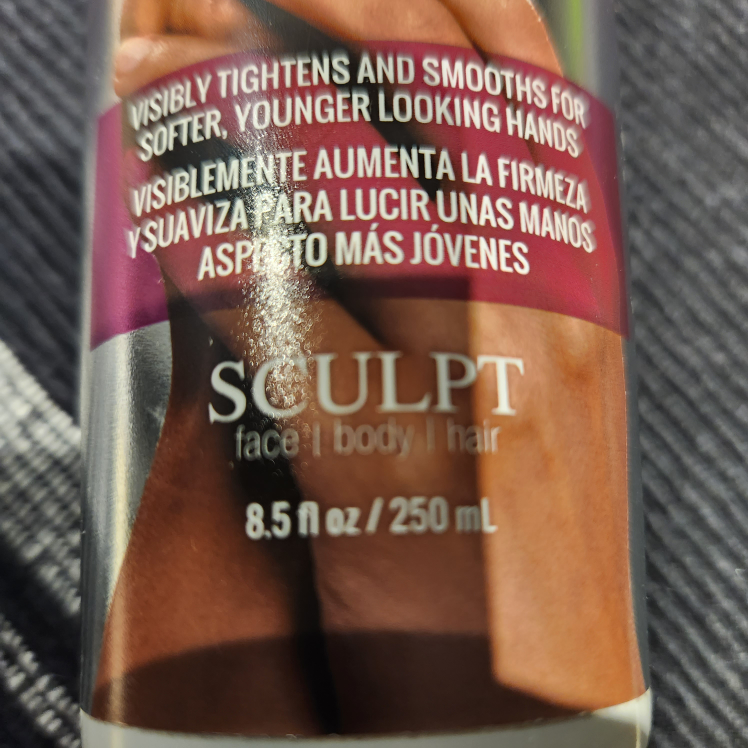 VISIBLY TIGHTENS AND SMOOTHS FOR
SOFTER, YOUNGER LOOKING HANDS
VISIBLEMENTE AUMENTA LA FIRMEZA
Y SUAVIZA PARA LUCIR UNAS MANOS
ASPECTO MÁS JÓVENES
SCULPT
face | body | hair
8.5 fl oz / 250 mL